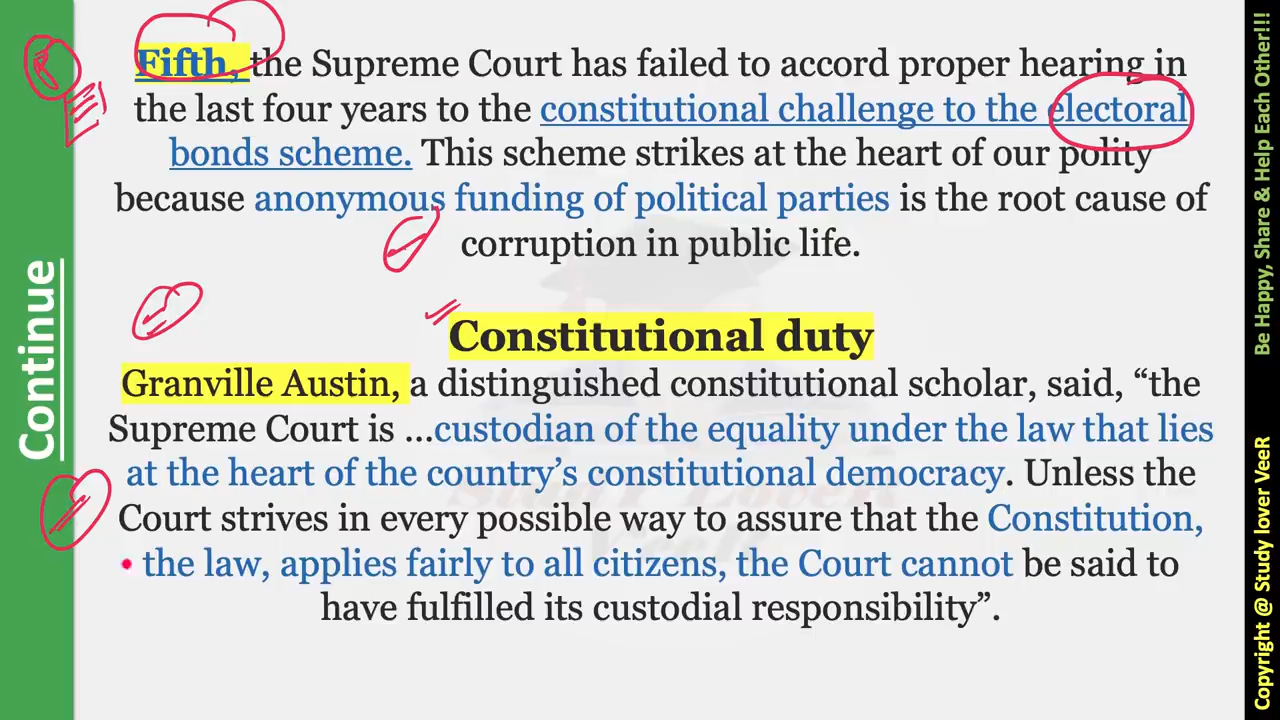 Continue
Fifth, the Supreme Court has failed to accord proper hearing in
the last four years to the constitutional challenge to the electoral
bonds scheme. This scheme strikes at the heart of our polity
because anonymous funding of political parties is the root cause of
corruption in public life.
Constitutional duty
Granville Austin, a distinguished constitutional scholar, said, “the
Supreme Court is ...custodian of the equality under the law that lies
at the heart of the country’s constitutional democracy. Unless the
Court strives in every possible way to assure that the Constitution,
the law, applies fairly to all citizens, the Court cannot be said to
have fulfilled its custodial responsibility”.
Be Happy, Share & Help Each Other!!!
Copyright @ Study lover VeeR